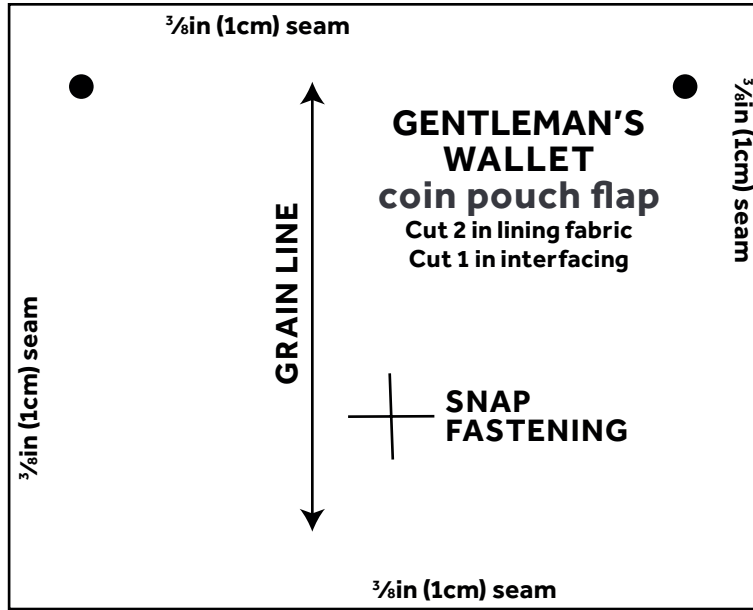 ⅜in (1cm) seam
GENTLEMAN'S
WALLET
coin pouch flap
Cut 2 in lining fabric
Cut 1 in interfacing
⅜in (1cm) seam
GRAIN LINE
⅜in (1cm) seam
SNAP
FASTENING
⅜in (1cm) seam